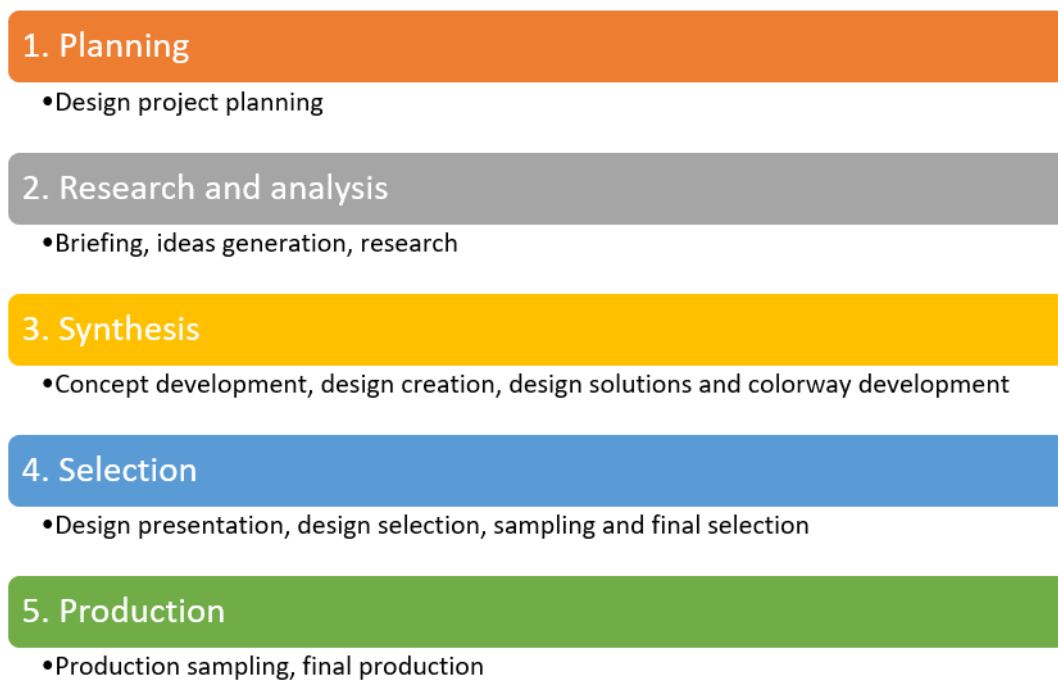 1. Planning
•Design project planning
2. Research and analysis
•Briefing, ideas generation, research
3. Synthesis
•Concept development, design creation, design solutions and colorway development
4. Selection
•Design presentation, design selection, sampling and final selection
5. Production
•Production sampling, final production